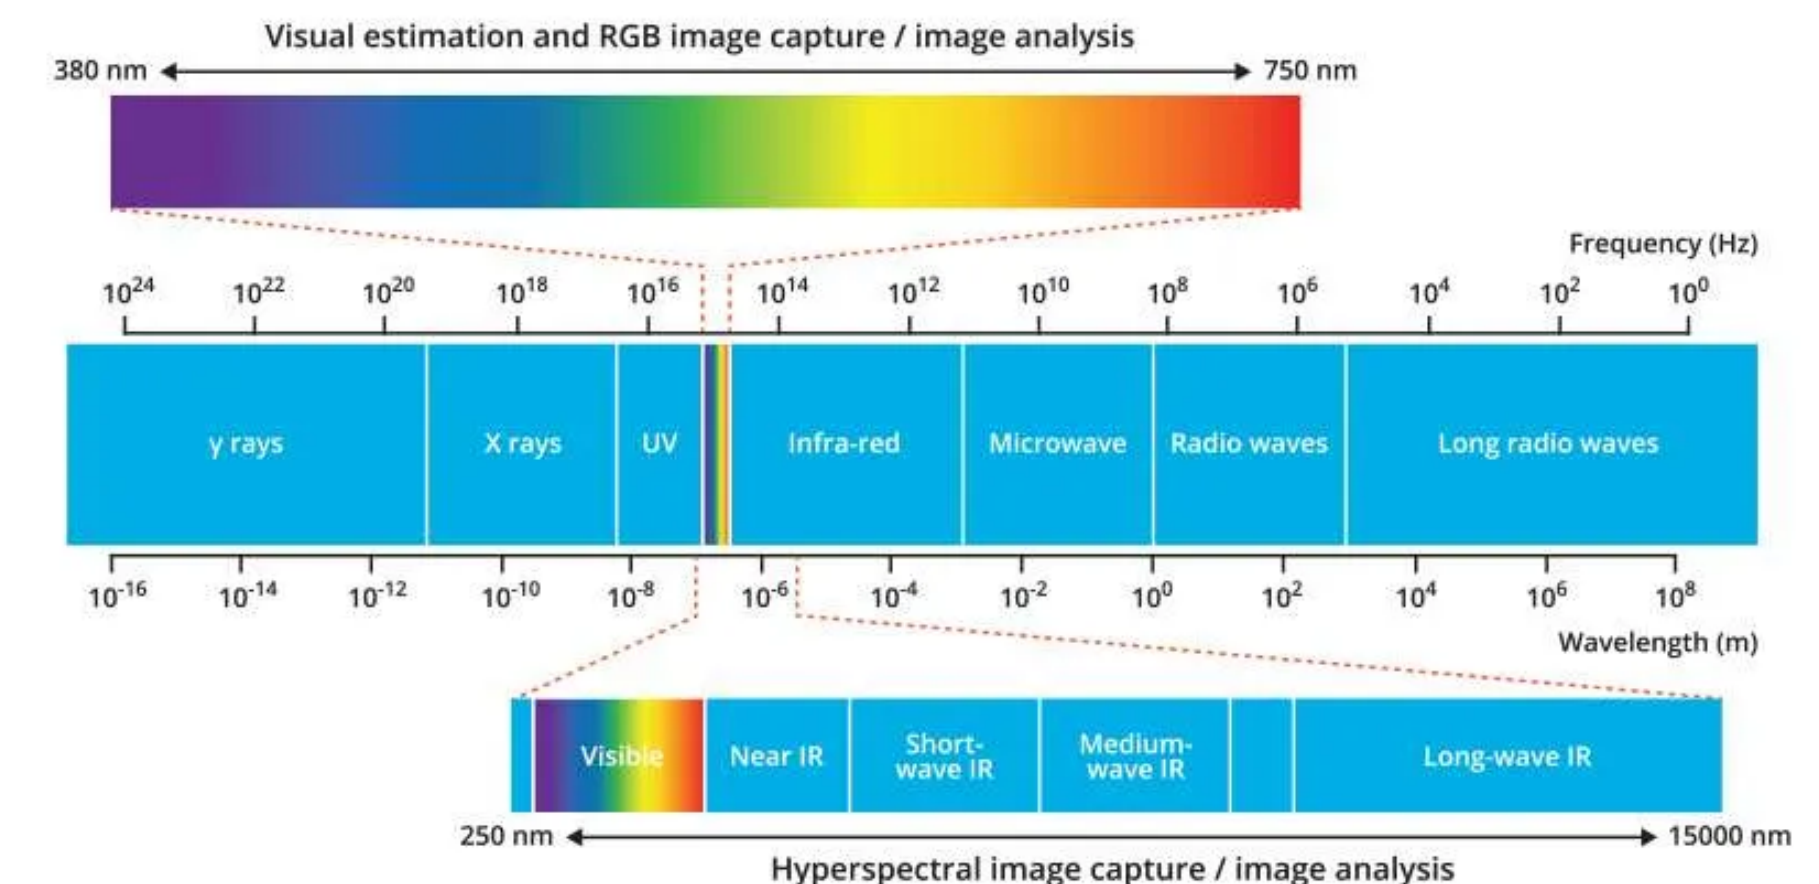 Visual estimation and RGB image capture / image analysis
380 nm 750 nm
Frequency (Hz)
10²⁴ 10²² 10²⁰ 10¹⁸ 10¹⁶ 10¹⁴ 10¹² 10¹⁰ 10⁸ 10⁶ 10⁴ 10² 10⁰
γ rays X rays UV Infra-red Microwave Radio waves Long radio waves
10⁻¹⁶ 10⁻¹⁴ 10⁻¹² 10⁻¹⁰ 10⁻⁸ 10⁻⁶ 10⁻⁴ 10⁻² 10⁰ 10² 10⁴ 10⁶ 10⁸
Wavelength (m)
Visible Near IR Short-
wave IR Medium-
wave IR Long-wave IR
250 nm 15000 nm
Hyperspectral image capture / image analysis